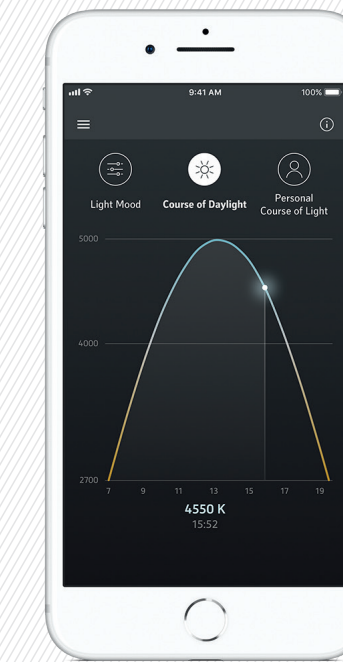 9:41 AM
100%
Light Mood
Course of Daylight
Personal
Course of Light
5000
4000
2700
7 9 11 13 15 17 19
4550 K
15:52